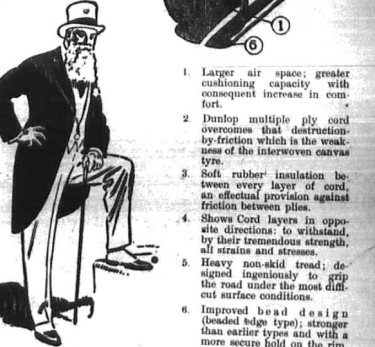 1
6
1. Larger air space; greater
cushioning capacity with
consequent increase in com-
fort.
2. Dunlop multiple ply cord
overcomes that destruction-
by-friction which is the weak-
ness of the interwoven canvas
tyre.
3. Soft rubber insulation be-
tween every layer of cord,
an effectual provision against
friction between plies.
4. Shows Cord layers in oppo-
site directions: to withstand,
by their tremendous strength,
all strains and stresses.
5. Heavy non-skid tread; de-
signed ingeniously to grip
the road under the most diffi-
cult surface conditions.
6. Improved bead design
(beaded edge type); stronger
than earlier types and with a
more secure hold on the rim.